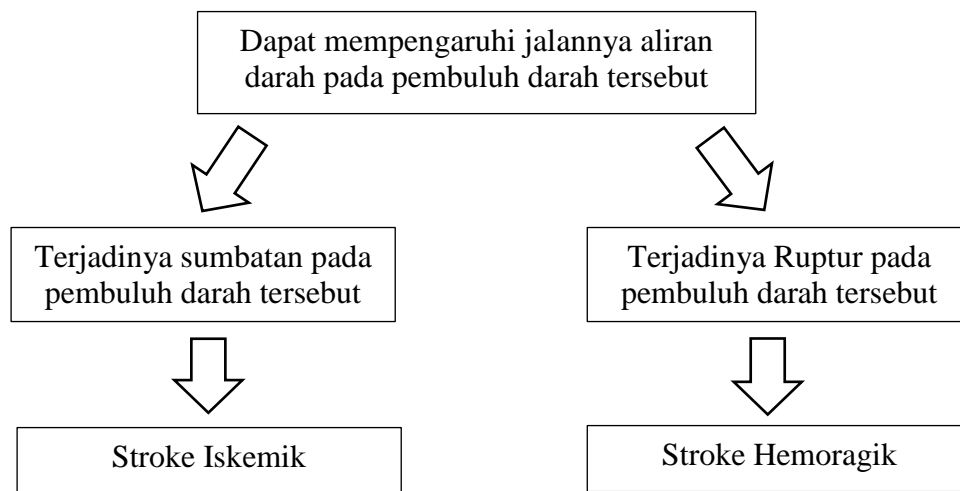 Dapat mempengaruhi jalannya aliran
darah pada pembuluh darah tersebut
Terjadinya sumbatan pada
pembuluh darah tersebut
Terjadinya Ruptur pada
pembuluh darah tersebut
Stroke Iskemik
Stroke Hemoragik